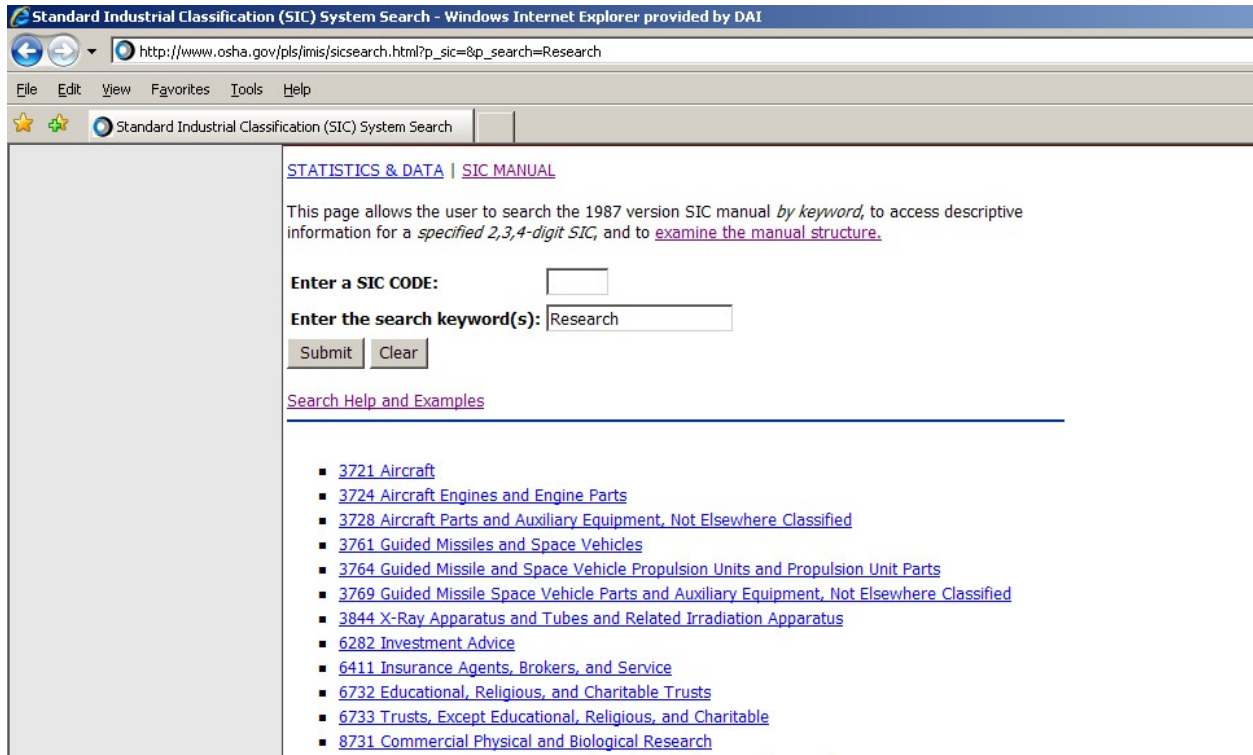 Standard Industrial Classification (SIC) System Search - Windows Internet Explorer provided by DAI
http://www.osha.gov/pls/imis/sicsearch.html?p_sic=&p_search=Research
File Edit View Favorites Tools Help
Standard Industrial Classification (SIC) System Search
STATISTICS & DATA | SIC MANUAL
This page allows the user to search the 1987 version SIC manual by keyword, to access descriptive
information for a specified 2,3,4-digit SIC, and to examine the manual structure.
Enter a SIC CODE:
Enter the search keyword(s): Research
Submit Clear
Search Help and Examples
3721 Aircraft
3724 Aircraft Engines and Engine Parts
3728 Aircraft Parts and Auxiliary Equipment, Not Elsewhere Classified
3761 Guided Missiles and Space Vehicles
3764 Guided Missile and Space Vehicle Propulsion Units and Propulsion Unit Parts
3769 Guided Missile Space Vehicle Parts and Auxiliary Equipment, Not Elsewhere Classified
3844 X-Ray Apparatus and Tubes and Related Irradiation Apparatus
6282 Investment Advice
6411 Insurance Agents, Brokers, and Service
6732 Educational, Religious, and Charitable Trusts
6733 Trusts, Except Educational, Religious, and Charitable
8731 Commercial Physical and Biological Research